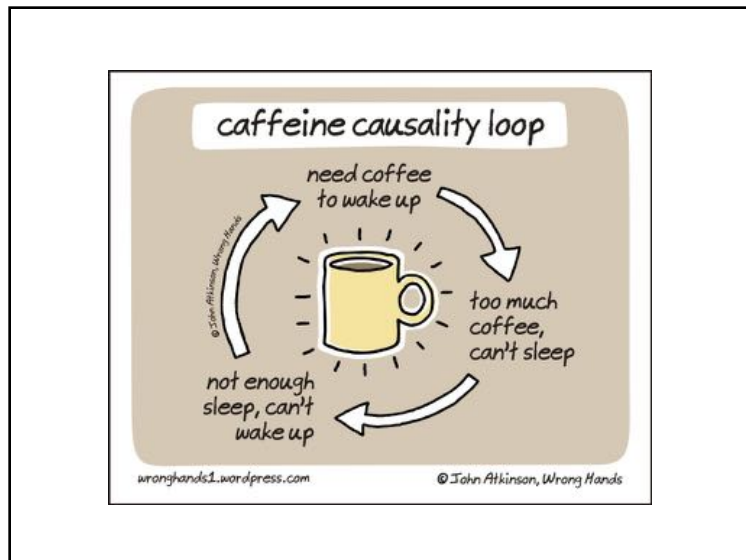 caffeine causality loop
need coffee
to wake up
too much
coffee,
can't sleep
not enough
sleep, can't
wake up
© John Atkinson, Wrong Hands
wronghands1.wordpress.com
© John Atkinson, Wrong Hands